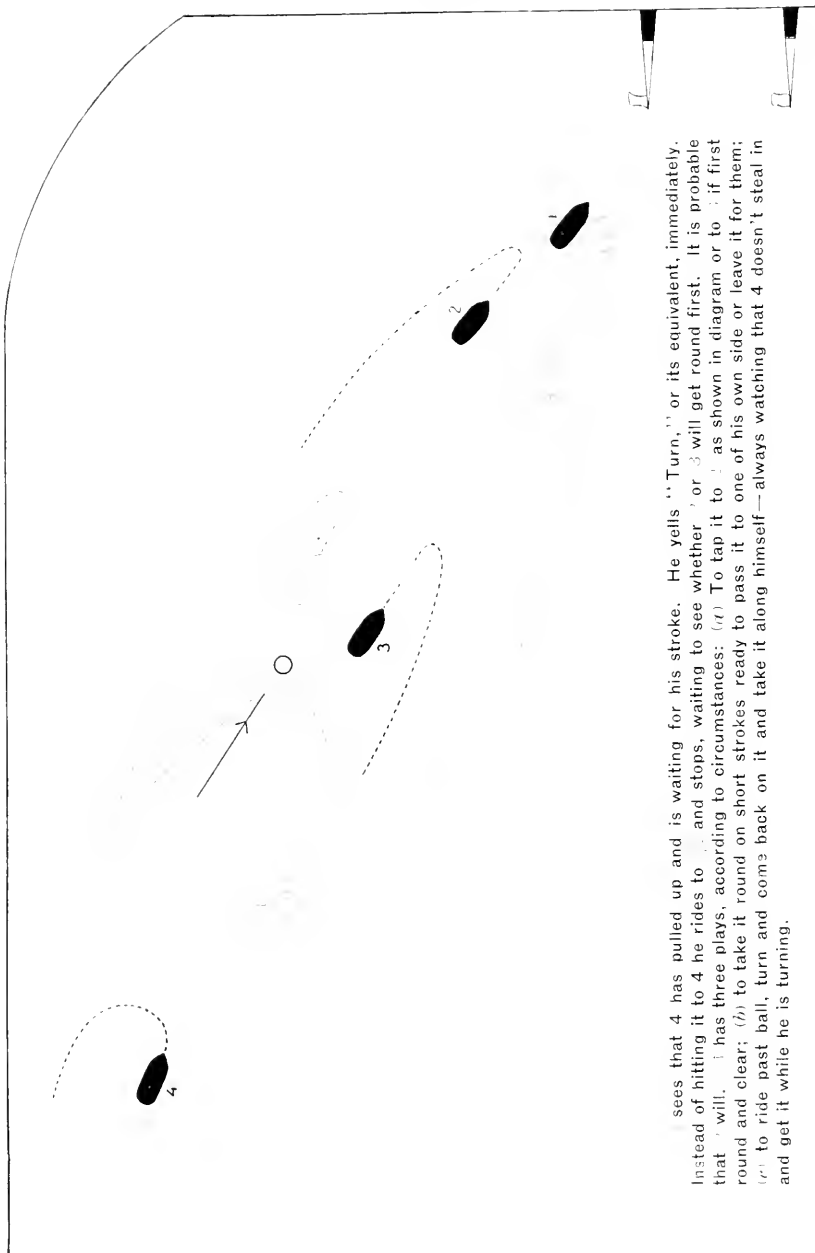 4
3
2
1
sees that 4 has pulled up and is waiting for his stroke. He yells "Turn," or its equivalent, immediately.
Instead of hitting it to 4 he rides to and stops, waiting to see whether or 3 will get round first. It is probable
that will. has three plays, according to circumstances: (a) To tap it to as shown in diagram or to if first
round and clear; (b) to take it round on short strokes ready to pass it to one of his own side or leave it for them;
(c) to ride past ball, turn and come back on it and take it along himself—always watching that 4 doesn't steal in
and get it while he is turning.